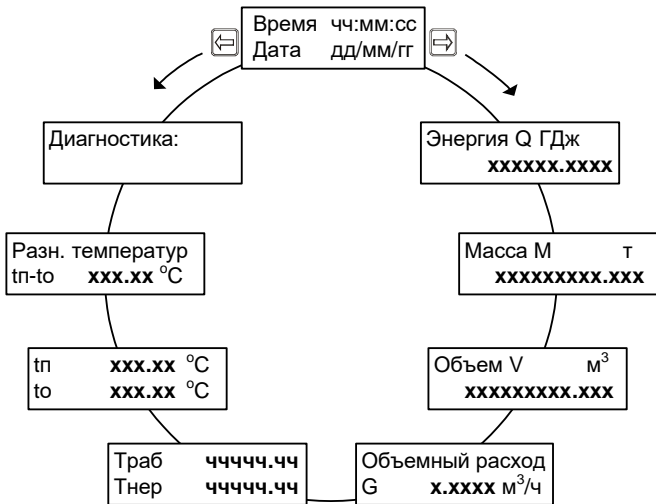 Время чч:мм:сс
Дата дд/мм/гг
Диагностика:
Энергия Q ГДж
xxxxxx.xxxx
Разн. температур
tп-tо xxx.xx °C
Масса M т
xxxxxxxxx.xxx
tп xxx.xx °C
tо xxx.xx °C
Объем V м³
xxxxxxxxx.xxx
Траб ччччч.чч
Тнер ччччч.чч
Объемный расход
G x.xxxx м³/ч